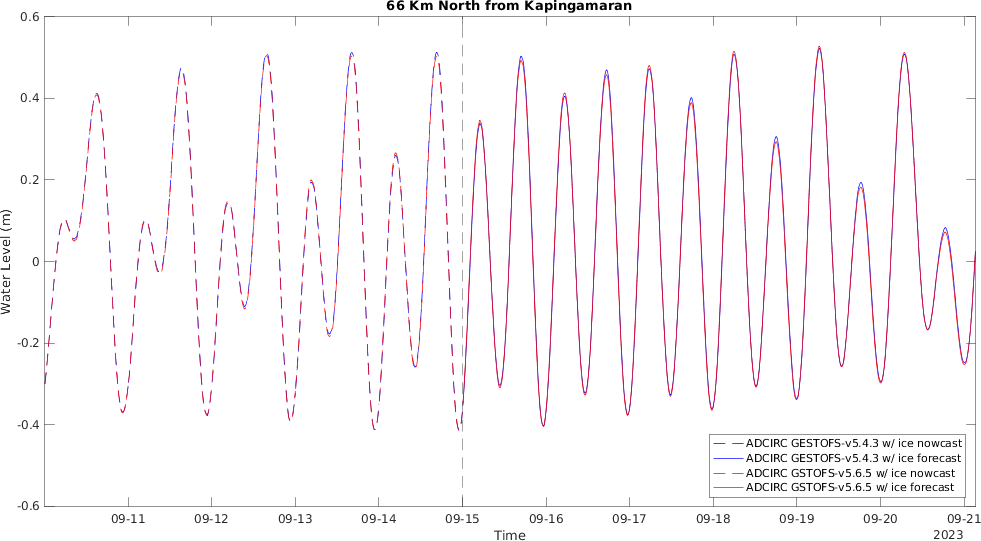 66 Km North from Kapingamaran
Water Level (m)
0.6
0.4
0.2
0
-0.2
-0.4
-0.6
09-11
09-12
09-13
09-14
09-15
09-16
09-17
09-18
09-19
09-20
09-21
2023
Time
ADCIRC GESTOFS-v5.4.3 w/ ice nowcast
ADCIRC GESTOFS-v5.4.3 w/ ice forecast
ADCIRC GSTOFS-v5.6.5 w/ ice nowcast
ADCIRC GSTOFS-v5.6.5 w/ ice forecast